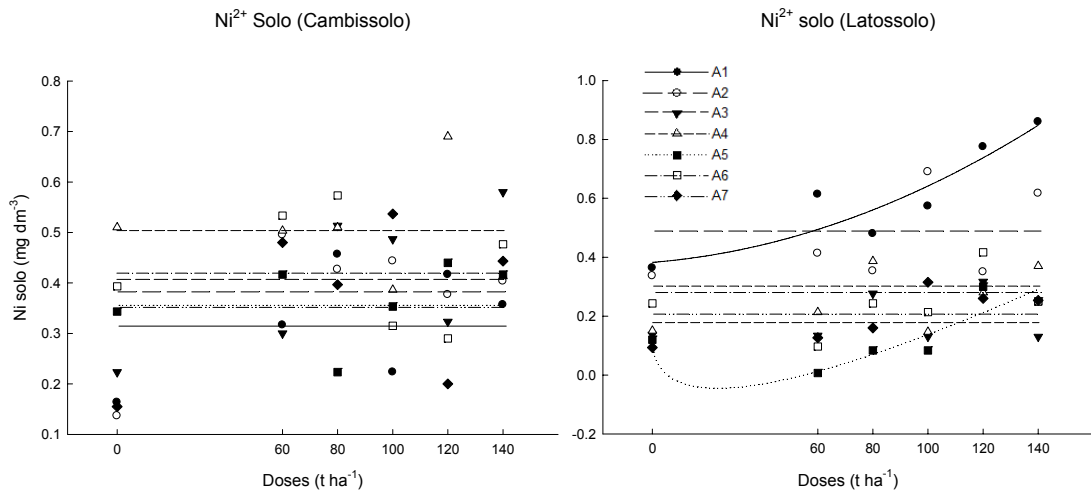 Ni²⁺ Solo (Cambissolo)
Ni solo (mg dm⁻³)
0.8
0.7
0.6
0.5
0.4
0.3
0.2
0.1
0 60 80 100 120 140
Doses (t ha⁻¹)
Ni²⁺ solo (Latossolo)
1.0
0.8
0.6
0.4
0.2
0.0
-0.2
A1
A2
A3
A4
A5
A6
A7
0 60 80 100 120 140
Doses (t ha⁻¹)